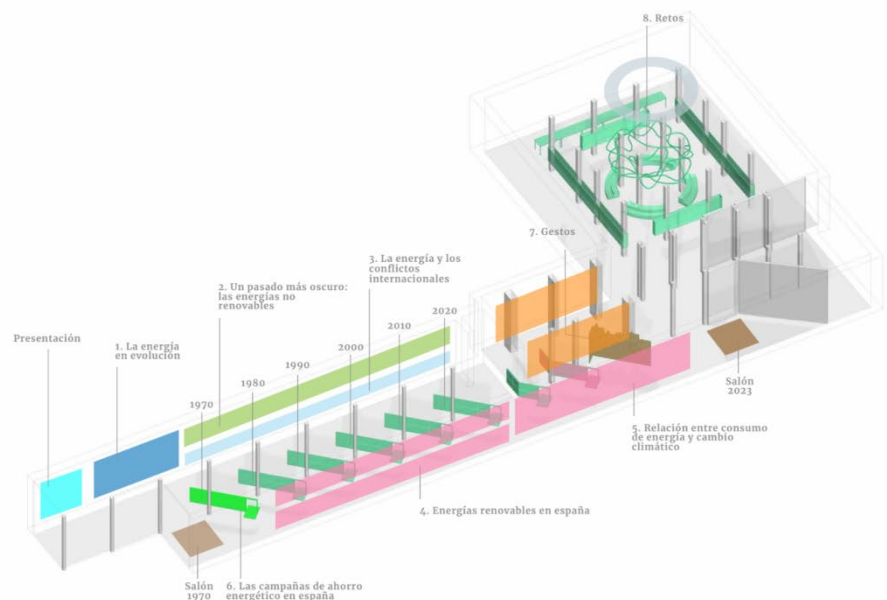 8. Retos
7. Gestos
3. La energía y los
conflictos
internacionales
2. Un pasado más oscuro:
las energías no
renovables
2020
2010
2000
1990
1980
1970
Presentación
1. La energía
en evolución
Salón
2023
5. Relación entre consumo
de energía y cambio
climático
4. Energías renovables en españa
Salón
1970
6. Las campañas de ahorro
energético en españa